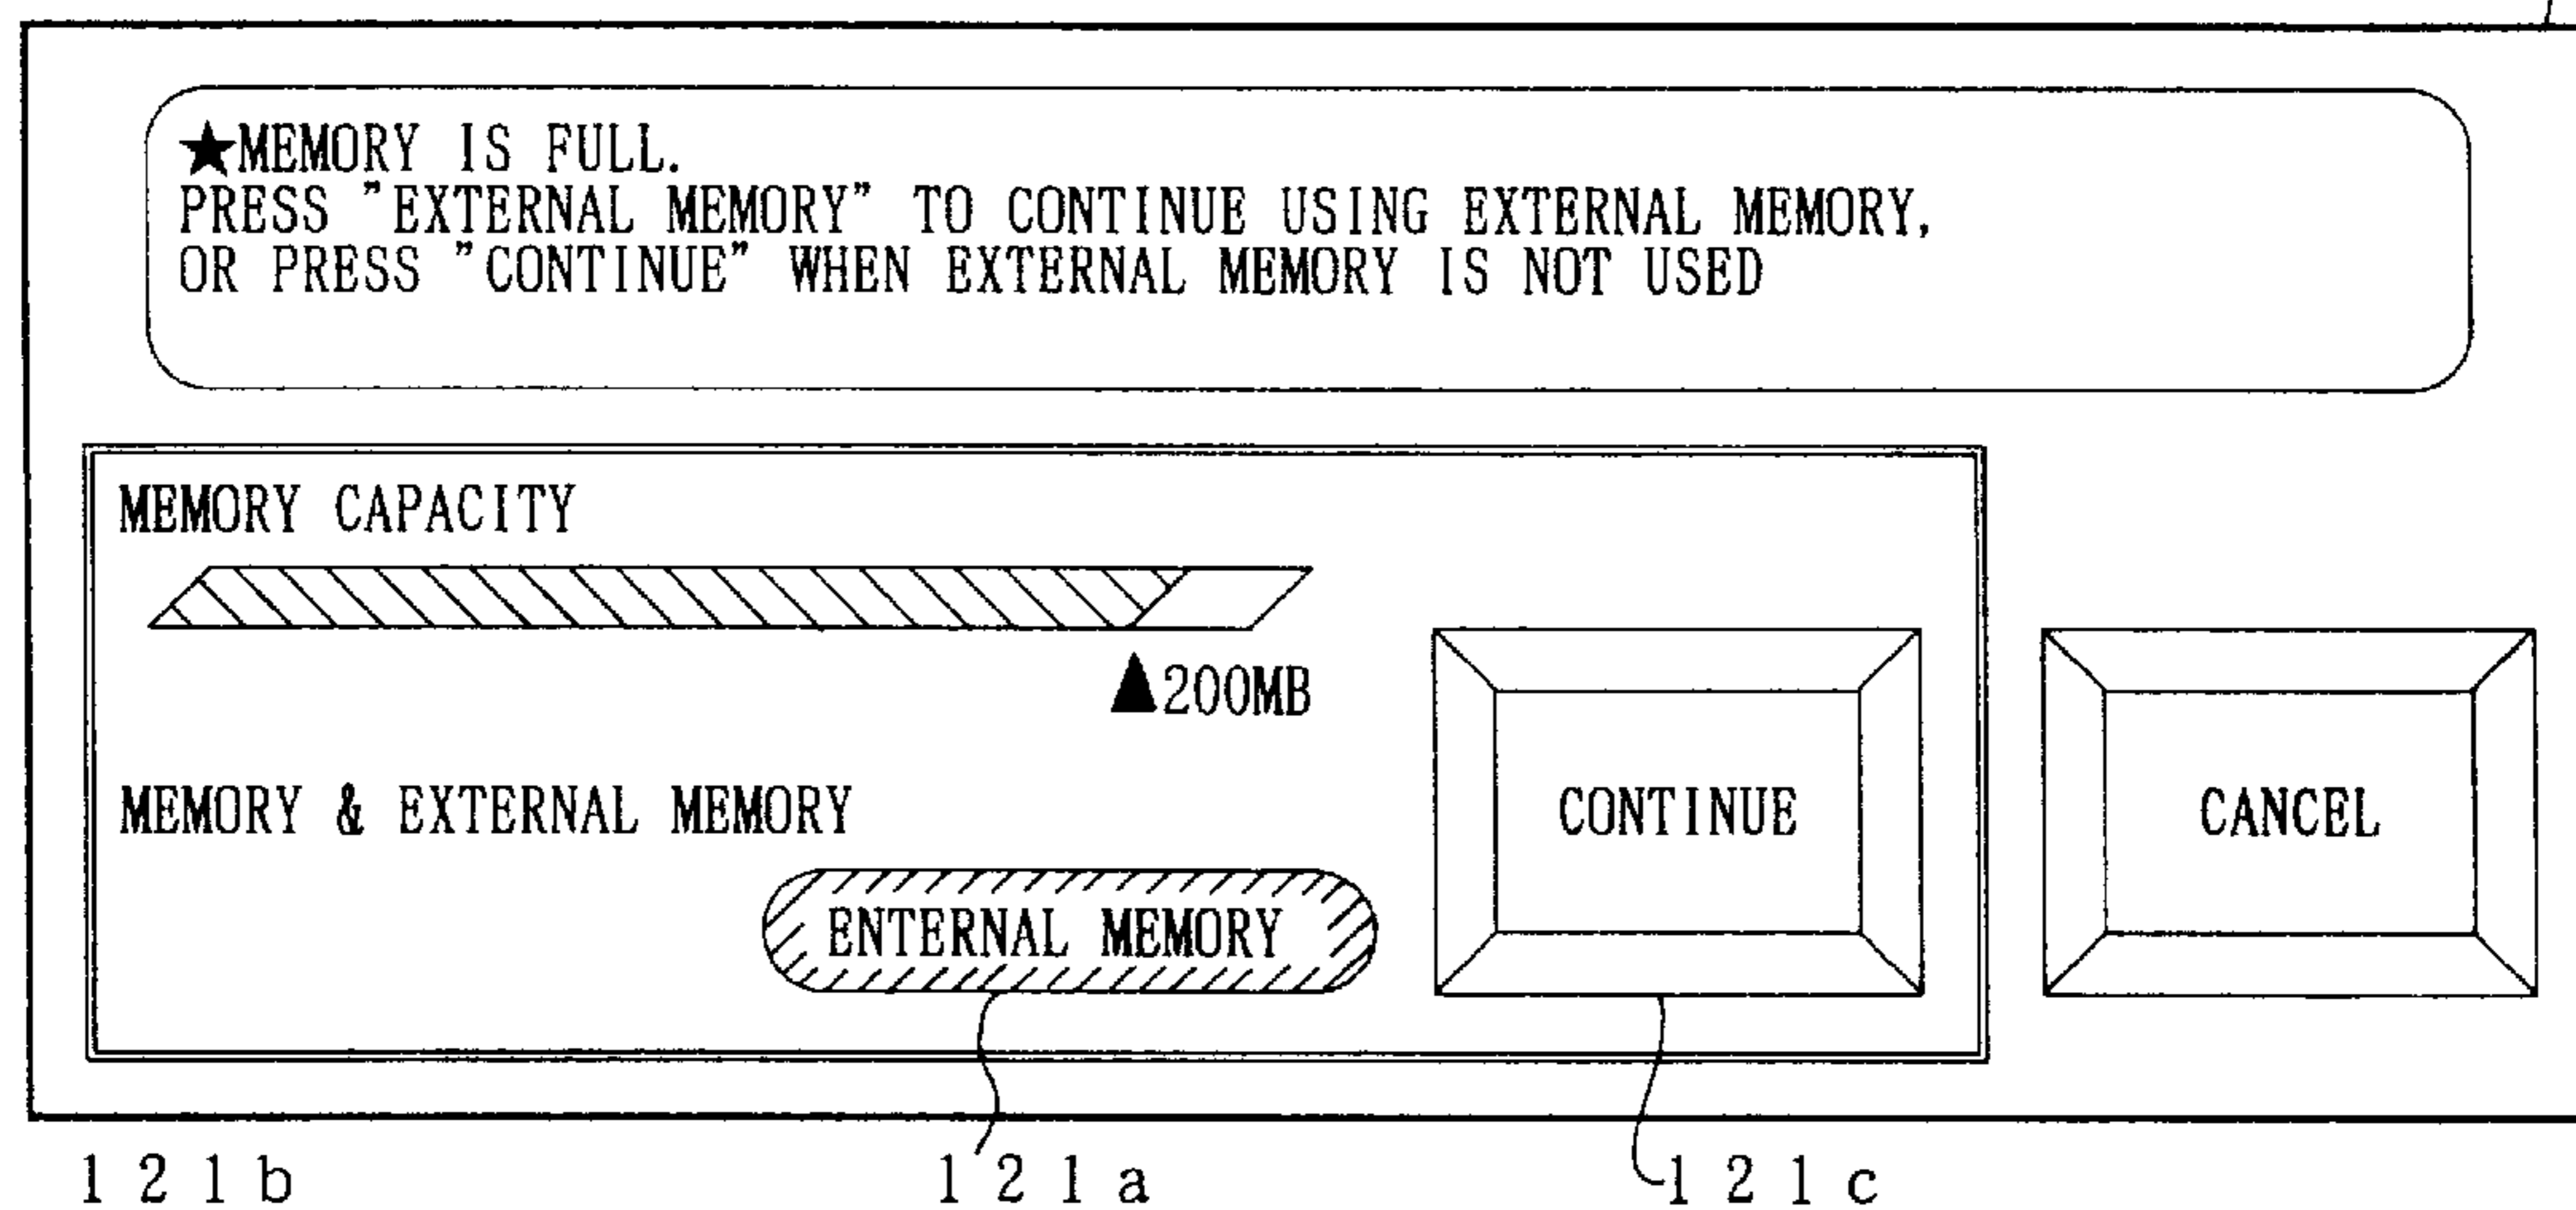 ★MEMORY IS FULL.
PRESS "EXTERNAL MEMORY" TO CONTINUE USING EXTERNAL MEMORY,
OR PRESS "CONTINUE" WHEN EXTERNAL MEMORY IS NOT USED
MEMORY CAPACITY
▲200MB
MEMORY & EXTERNAL MEMORY
ENTERNAL MEMORY
CONTINUE
CANCEL
121b
121a
121c